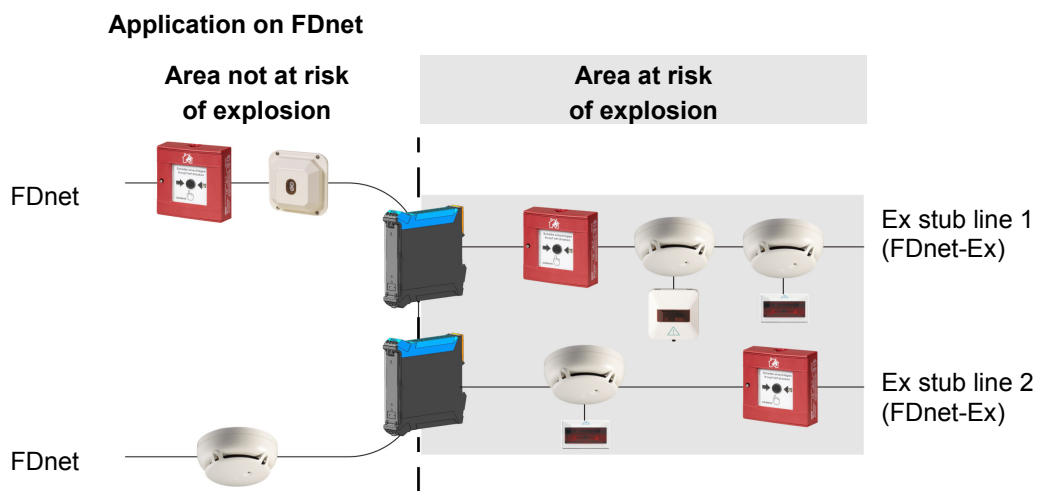 Application on FDnet
Area not at risk
of explosion
Area at risk
of explosion
FDnet
Ex stub line 1
(FDnet-Ex)
Ex stub line 2
(FDnet-Ex)
FDnet